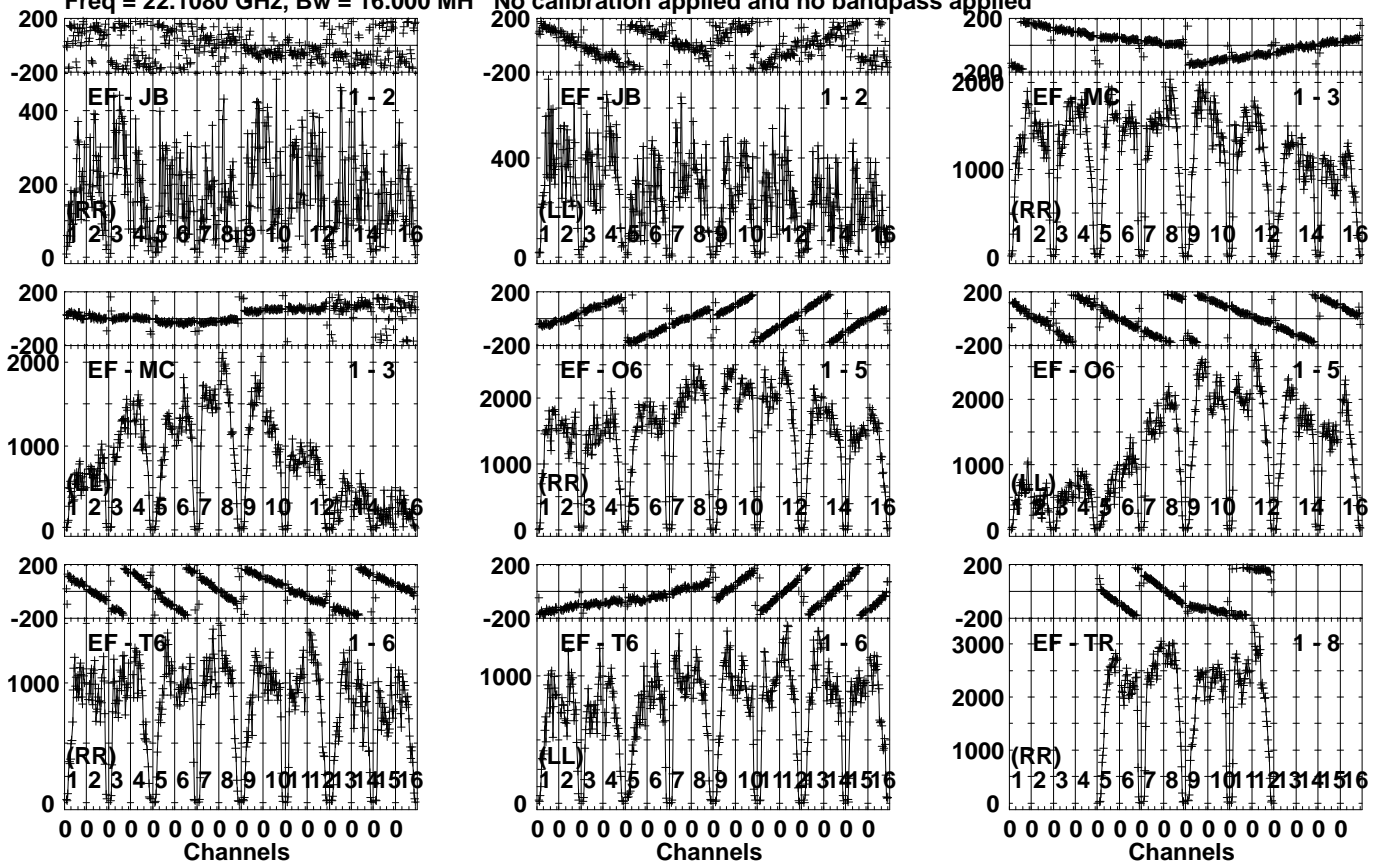 Freq = 22.1080 GHz, Bw = 16.000 MH No calibration applied and no bandpass applied
200
-200
EF - JB 1 - 2
400
200
(RR)
1 2 3 4 5 6 7 8 9 10 12 14 16
0
200
-200
EF - JB 1 - 2
400
(LL)
1 2 3 4 5 6 7 8 9 10 12 14 16
0
200
200
2000
EF - MC 1 - 3
1000
(RR)
1 2 3 4 5 6 7 8 9 10 12 14 16
0
200
-200
2000
EF - MC 1 - 3
1000
(LL)
1 2 3 4 5 6 7 8 9 10 12 14 16
0
200
-200
EF - O6 1 - 5
2000
1000
(RR)
1 2 3 4 5 6 7 8 9 10 12 14 16
0
200
-200
EF - O6 1 - 5
2000
1000
(LL)
1 2 3 4 5 6 7 8 9 10 12 14 16
0
200
-200
EF - T6 1 - 6
1000
(RR)
1 2 3 4 5 6 7 8 9 10 11 12 13 14 15 16
0
200
-200
EF - T6 1 - 6
1000
(LL)
1 2 3 4 5 6 7 8 9 10 11 12 13 14 15 16
0
200
-200
EF - TR 1 - 8
3000
2000
1000
(RR)
1 2 3 4 5 6 7 8 9 10 11 12 13 14 15 16
0
0 0 0 0 0 0 0 0 0 0 0 0 0 0 0 0
Channels
0 0 0 0 0 0 0 0 0 0 0 0 0 0 0 0
Channels
0 0 0 0 0 0 0 0 0 0 0 0 0 0 0 0
Channels